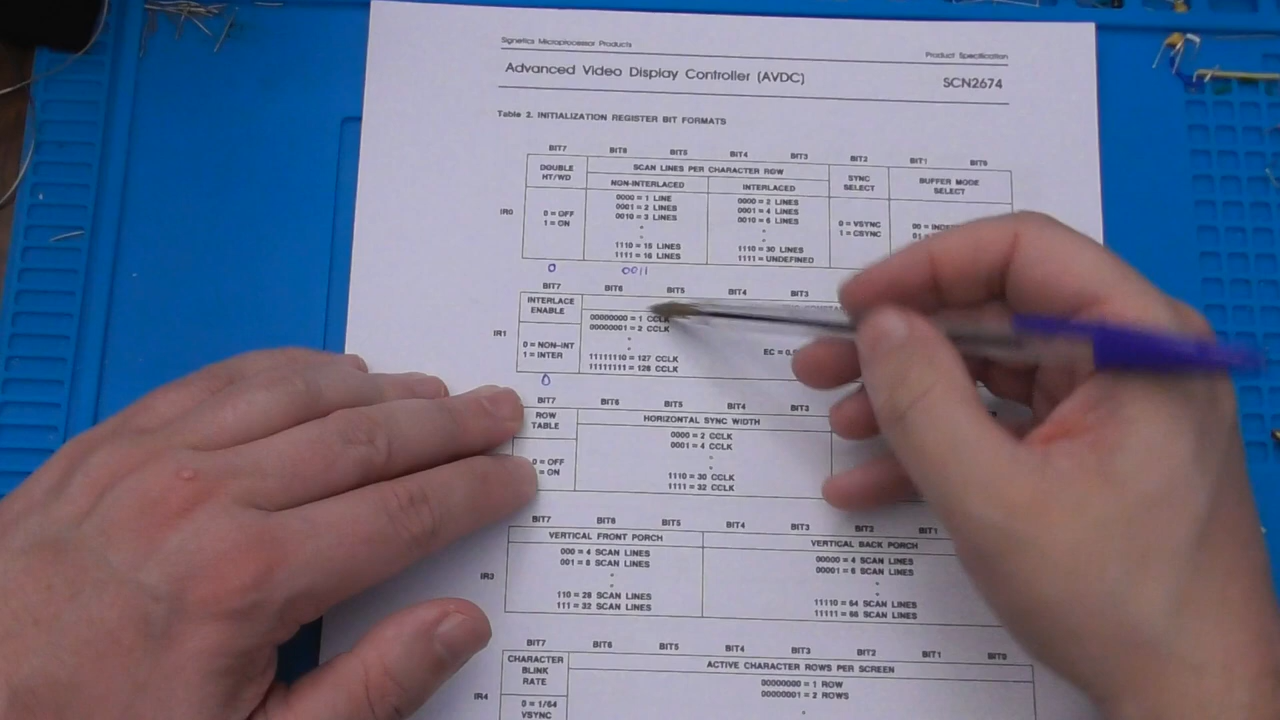 Signetics Microprocessor Products
Product Specification
Advanced Video Display Controller (AVDC)
SCN2674
Table 2. INITIALIZATION REGISTER BIT FORMATS
BIT7 BIT6 BIT5 BIT4 BIT3 BIT2 BIT1 BIT0
DOUBLE HT/WD
SCAN LINES PER CHARACTER ROW
SYNC SELECT
BUFFER MODE SELECT
NON-INTERLACED
INTERLACED
IR0
0 = OFF
1 = ON
0000 = 1 LINE
0001 = 2 LINES
0010 = 3 LINES
1110 = 15 LINES
1111 = 16 LINES
0000 = 2 LINES
0001 = 4 LINES
0010 = 6 LINES
1110 = 30 LINES
1111 = UNDEFINED
0 = VSYNC
1 = CSYNC
0 0011
BIT7 BIT6 BIT5 BIT4 BIT3
INTERLACE ENABLE
IR1
0 = NON-INT
1 = INTER
00000000 = 1 CCLK
00000001 = 2 CCLK
11111110 = 127 CCLK
11111111 = 128 CCLK
0
BIT7 BIT6 BIT5 BIT4 BIT3
ROW TABLE
HORIZONTAL SYNC WIDTH
0 = OFF
= ON
0000 = 2 CCLK
0001 = 4 CCLK
1110 = 30 CCLK
1111 = 32 CCLK
BIT7 BIT6 BIT5 BIT4 BIT3 BIT2 BIT1
VERTICAL FRONT PORCH
VERTICAL BACK PORCH
IR3
000 = 4 SCAN LINES
001 = 8 SCAN LINES
110 = 28 SCAN LINES
111 = 32 SCAN LINES
00000 = 4 SCAN LINES
00001 = 6 SCAN LINES
11110 = 64 SCAN LINES
11111 = 66 SCAN LINES
BIT7 BIT6 BIT5 BIT4 BIT3 BIT2 BIT1 BIT0
CHARACTER BLINK RATE
ACTIVE CHARACTER ROWS PER SCREEN
IR4
0 = 1/64 VSYNC
00000000 = 1 ROW
00000001 = 2 ROWS